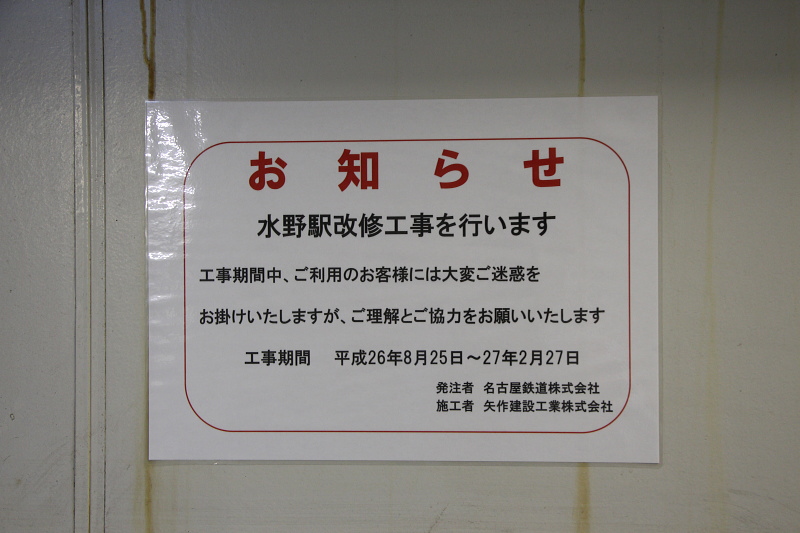 お知らせ
水野駅改修工事を行います
工事期間中、ご利用のお客様には大変ご迷惑を
お掛けいたしますが、ご理解とご協力をお願いいたします
工事期間　平成26年8月25日～27年2月27日
発注者　名古屋鉄道株式会社
施工者　矢作建設工業株式会社